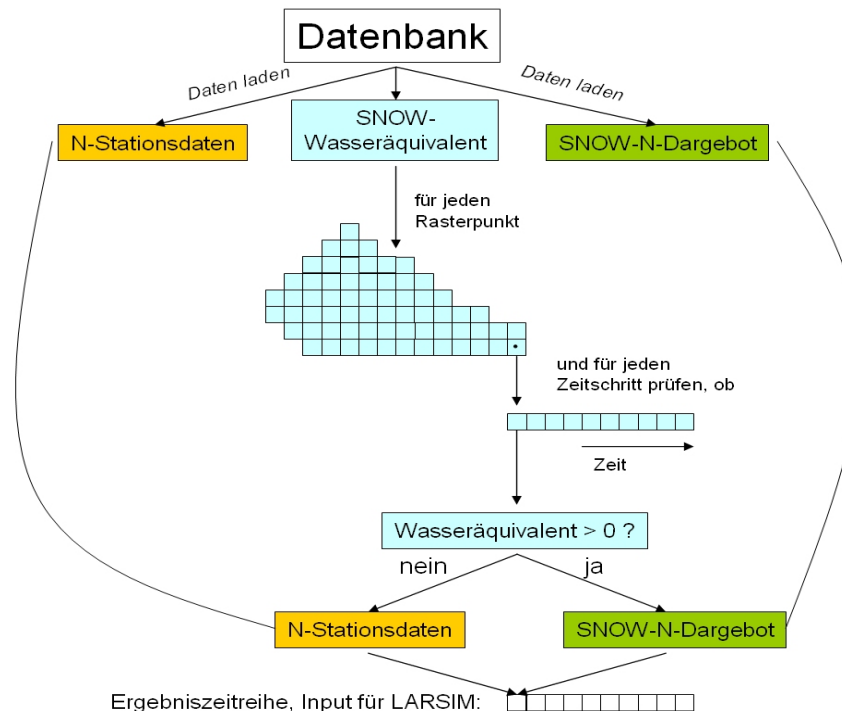 Datenbank
Daten laden
Daten laden
N-Stationsdaten
SNOW-
Wasseräquivalent
SNOW-N-Dargebot
für jeden
Rasterpunkt
und für jeden
Zeitschritt prüfen, ob
Zeit
Wasseräquivalent > 0 ?
nein
ja
N-Stationsdaten
SNOW-N-Dargebot
Ergebniszeitreihe, Input für LARSIM: